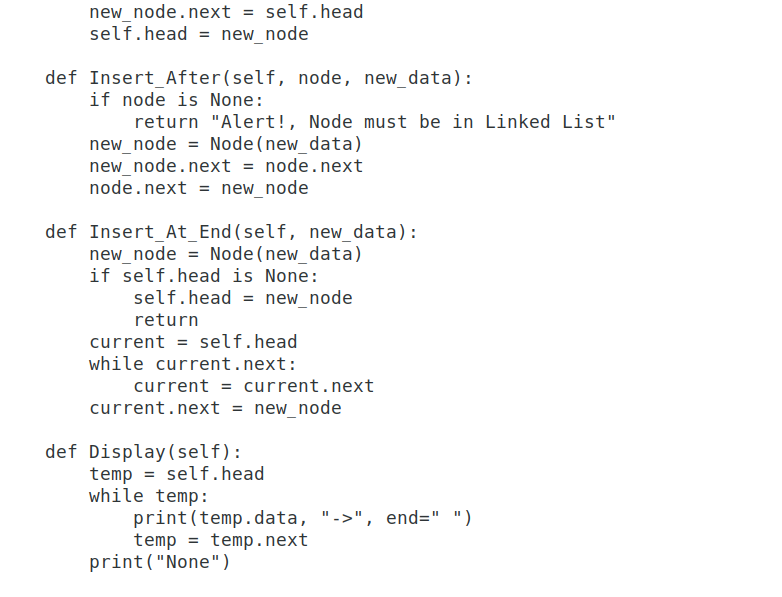 new_node.next = self.head
        self.head = new_node

    def Insert_After(self, node, new_data):
        if node is None:
            return "Alert!, Node must be in Linked List"
        new_node = Node(new_data)
        new_node.next = node.next
        node.next = new_node

    def Insert_At_End(self, new_data):
        new_node = Node(new_data)
        if self.head is None:
            self.head = new_node
            return
        current = self.head
        while current.next:
            current = current.next
        current.next = new_node

    def Display(self):
        temp = self.head
        while temp:
            print(temp.data, "->", end=" ")
            temp = temp.next
        print("None")